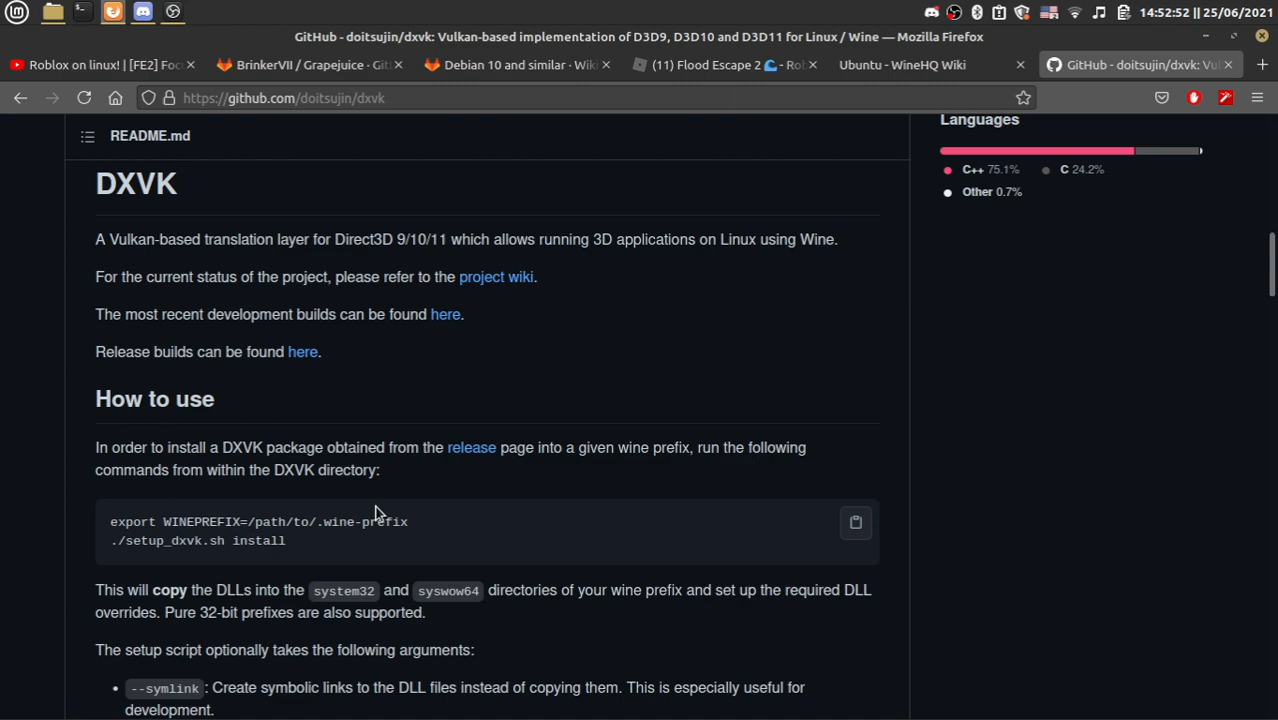 14:52:52 || 25/06/2021
GitHub - doitsujin/dxvk: Vulkan-based implementation of D3D9, D3D10 and D3D11 for Linux / Wine — Mozilla Firefox
Roblox on linux! | [FE2] Foc
BrinkerVII / Grapejuice · Git
Debian 10 and similar · Wiki
(11) Flood Escape 2 🌊 - Rob
Ubuntu - WineHQ Wiki
GitHub - doitsujin/dxvk: Vul
https://github.com/doitsujin/dxvk
README.md
DXVK
A Vulkan-based translation layer for Direct3D 9/10/11 which allows running 3D applications on Linux using Wine.
For the current status of the project, please refer to the project wiki.
The most recent development builds can be found here.
Release builds can be found here.
How to use
In order to install a DXVK package obtained from the release page into a given wine prefix, run the following
commands from within the DXVK directory:
export WINEPREFIX=/path/to/.wine-prefix
./setup_dxvk.sh install
This will copy the DLLs into the system32 and syswow64 directories of your wine prefix and set up the required DLL
overrides. Pure 32-bit prefixes are also supported.
The setup script optionally takes the following arguments:
• --symlink: Create symbolic links to the DLL files instead of copying them. This is especially useful for
development.
Languages
C++ 75.1% C 24.2%
Other 0.7%